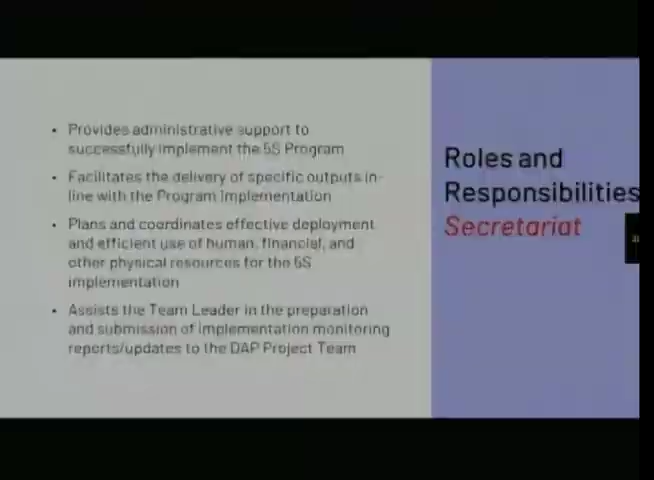 • Provides administrative support to
successfully implement the 5S Program
• Facilitates the delivery of specific outputs in-
line with the Program Implementation
• Plans and coordinates effective deployment
and efficient use of human, financial, and
other physical resources for the 5S
implementation
• Assists the Team Leader in the preparation
and submission of implementation monitoring
reports/updates to the DAP Project Team
Roles and
Responsibilities
Secretariat